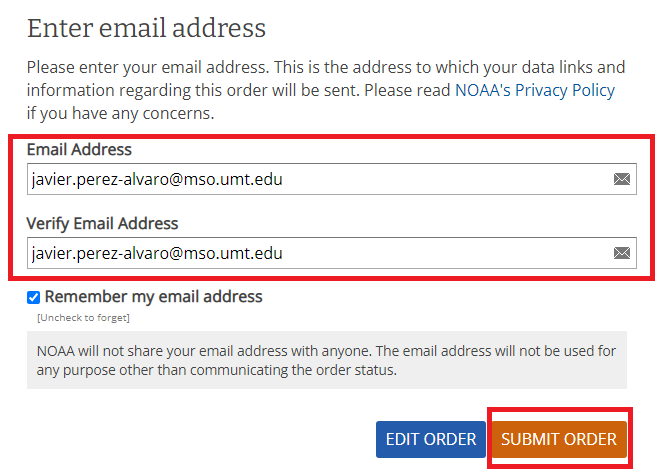 Enter email address
Please enter your email address. This is the address to which your data links and
information regarding this order will be sent. Please read NOAA's Privacy Policy
if you have any concerns.
Email Address
javier.perez-alvaro@mso.umt.edu
Verify Email Address
javier.perez-alvaro@mso.umt.edu
Remember my email address
[Uncheck to forget]
NOAA will not share your email address with anyone. The email address will not be used for
any purpose other than communicating the order status.
EDIT ORDER SUBMIT ORDER